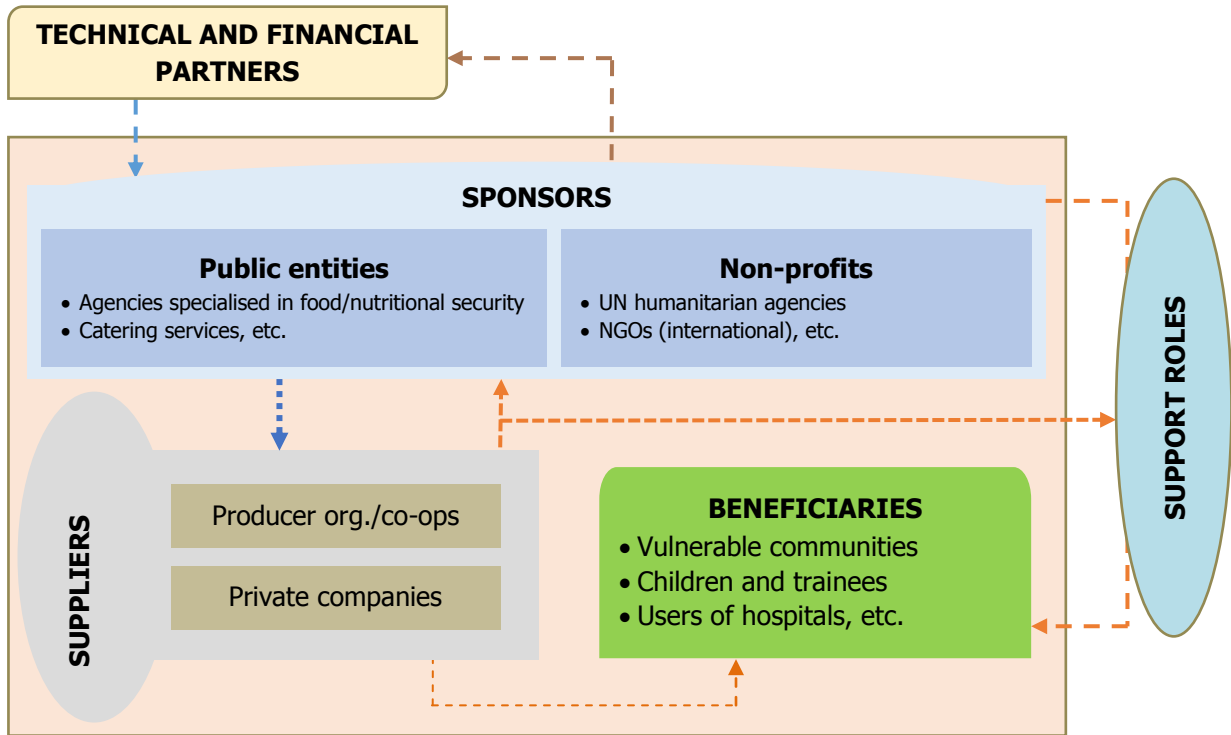 TECHNICAL AND FINANCIAL
PARTNERS
SPONSORS
Public entities
• Agencies specialised in food/nutritional security
• Catering services, etc.
Non-profits
• UN humanitarian agencies
• NGOs (international), etc.
SUPPLIERS
Producer org./co-ops
Private companies
BENEFICIARIES
• Vulnerable communities
• Children and trainees
• Users of hospitals, etc.
SUPPORT ROLES